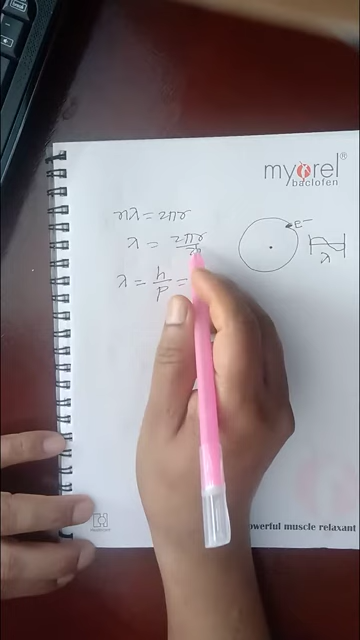 myorel®
baclofen
nλ = 2πr
E⁻
λ = 2πr/n
λ
λ = h/p =
owerful muscle relaxant